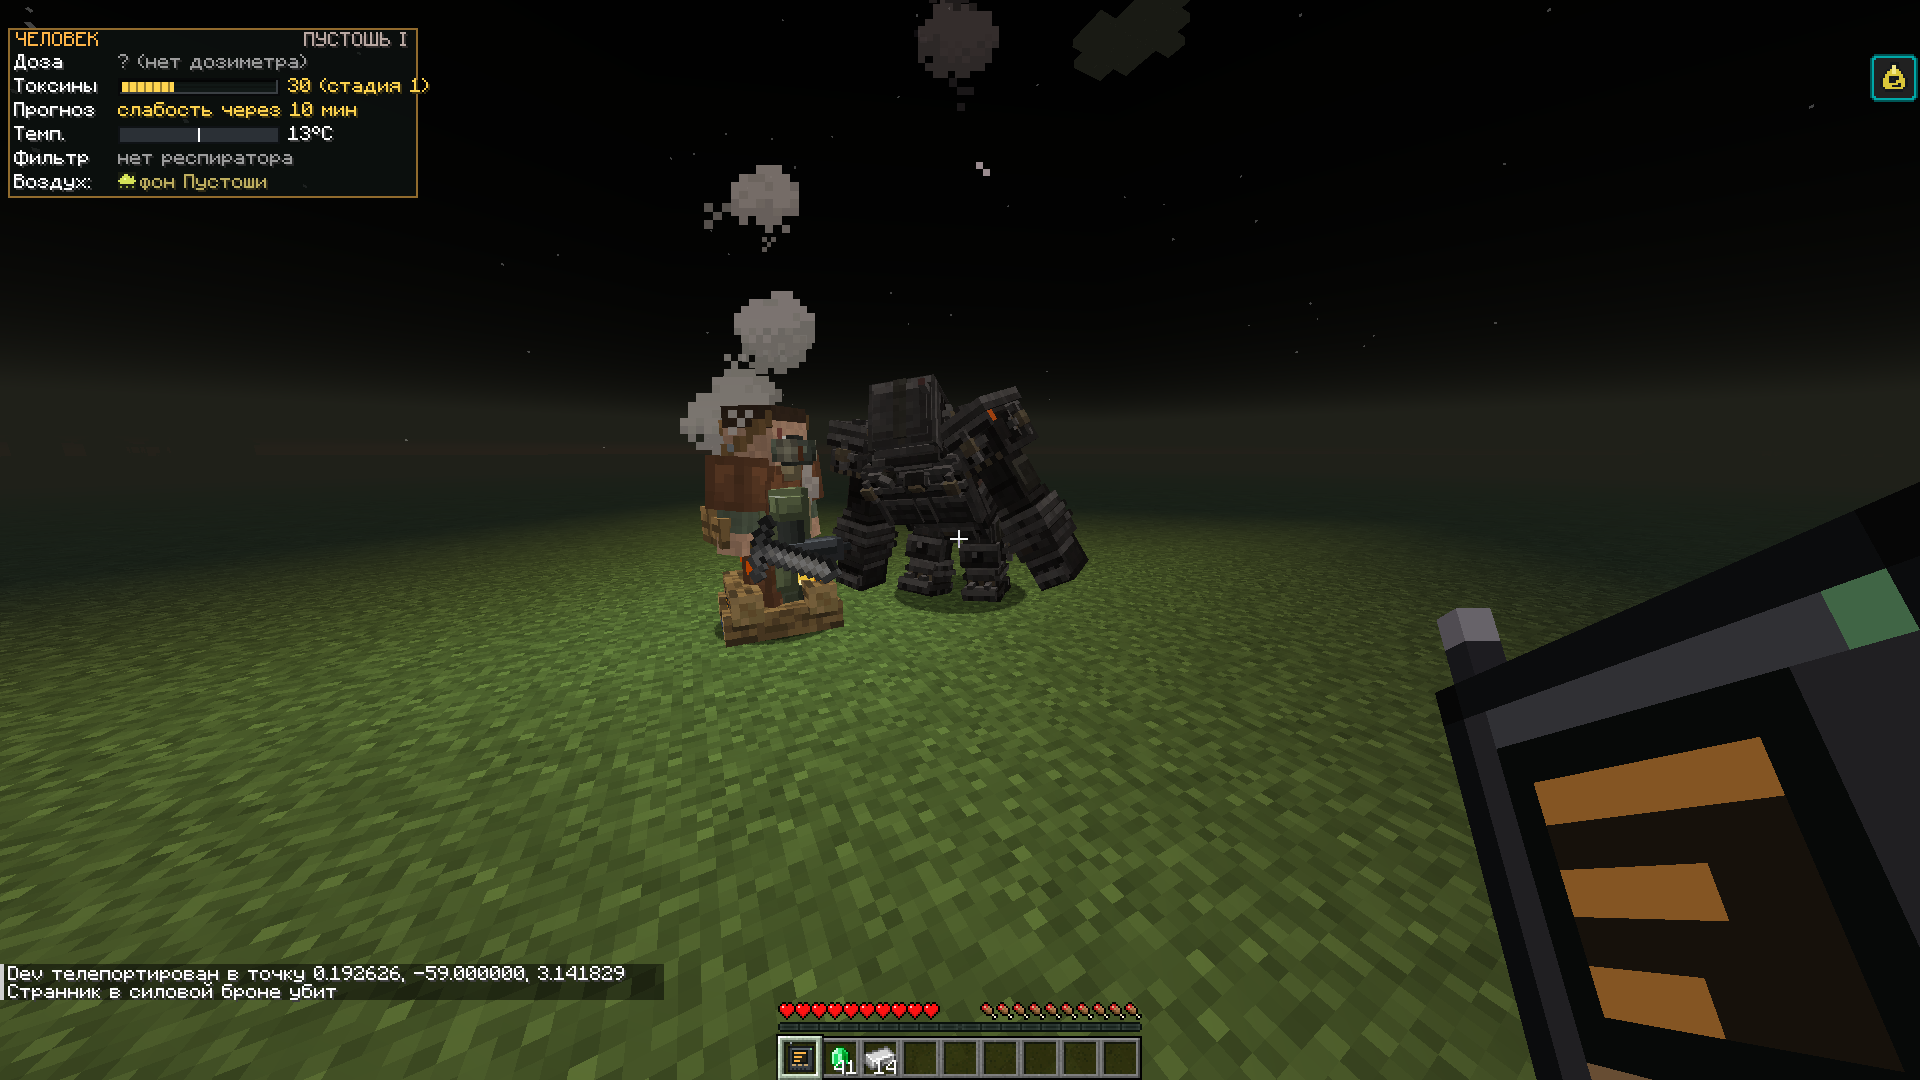 ЧЕЛОВЕК ПУСТОШЬ I
Доза ? (нет дозиметра)
Токсины 30 (стадия 1)
Прогноз слабость через 10 мин
Темп. 13°C
Фильтр нет респиратора
Воздух: фон Пустоши
Dev телепортирован в точку 0.192626, -59.000000, 3.141829
Странник в силовой броне убит
41 14